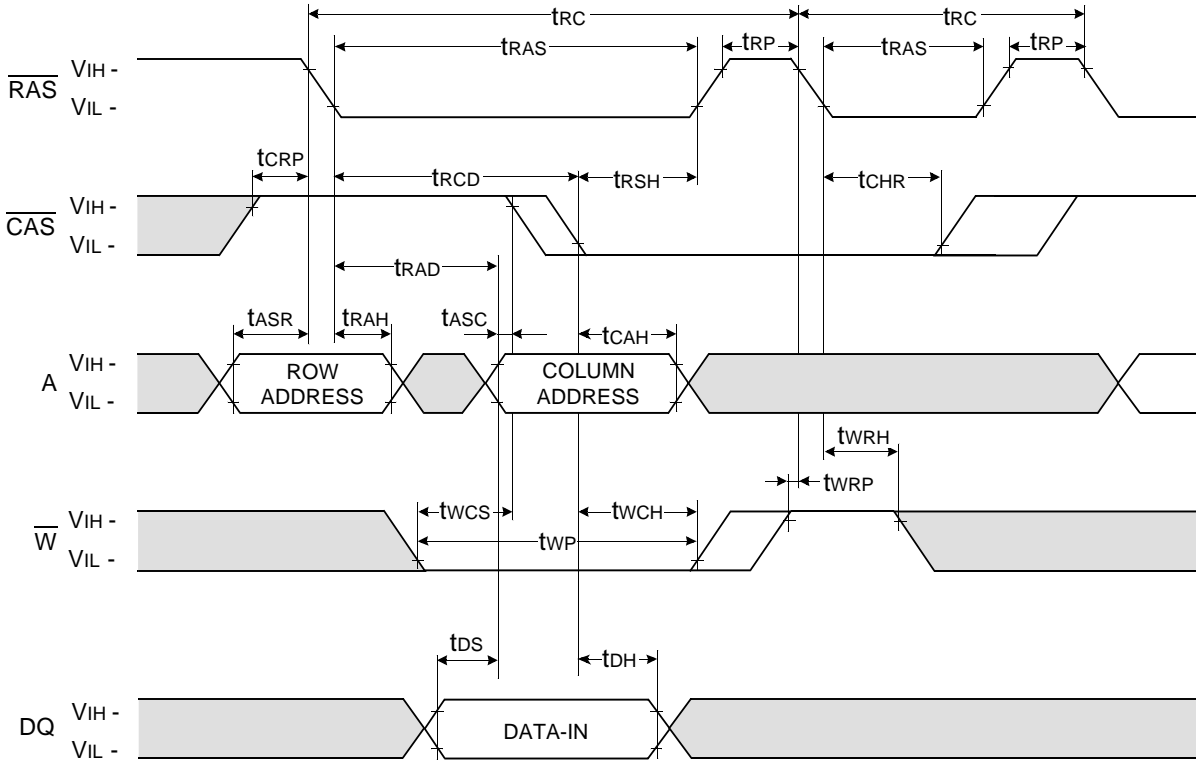 tRC tRC
tRAS tRP tRAS tRP
RAS VIH -
VIL -
tCRP tRCD tRSH tCHR
CAS VIH -
VIL -
tRAD
tASR tRAH tASC tCAH
A VIH -
VIL -
ROW ADDRESS
COLUMN ADDRESS
tWRH
tWRP
W VIH -
VIL -
tWCS tWCH
tWP
tDS tDH
DQ VIH -
VIL -
DATA-IN